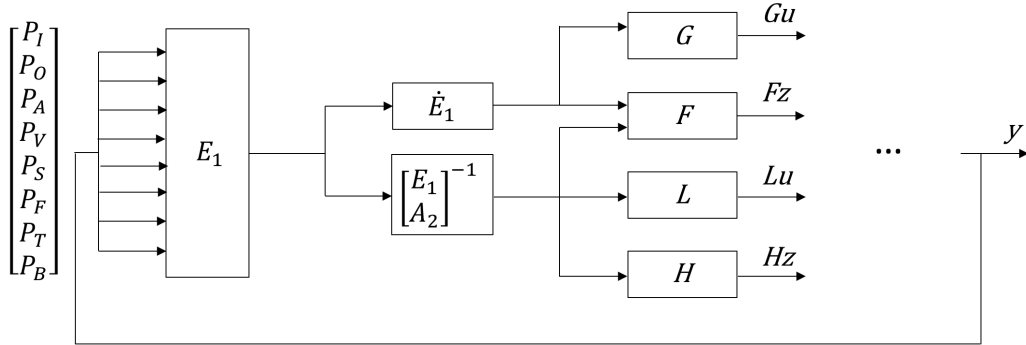 P_I
P_O
P_A
P_V
P_S
P_F
P_T
P_B
E_1
Ė_1
[E_1
A_2]^{-1}
G
F
L
H
Gu
Fz
Lu
Hz
...
y